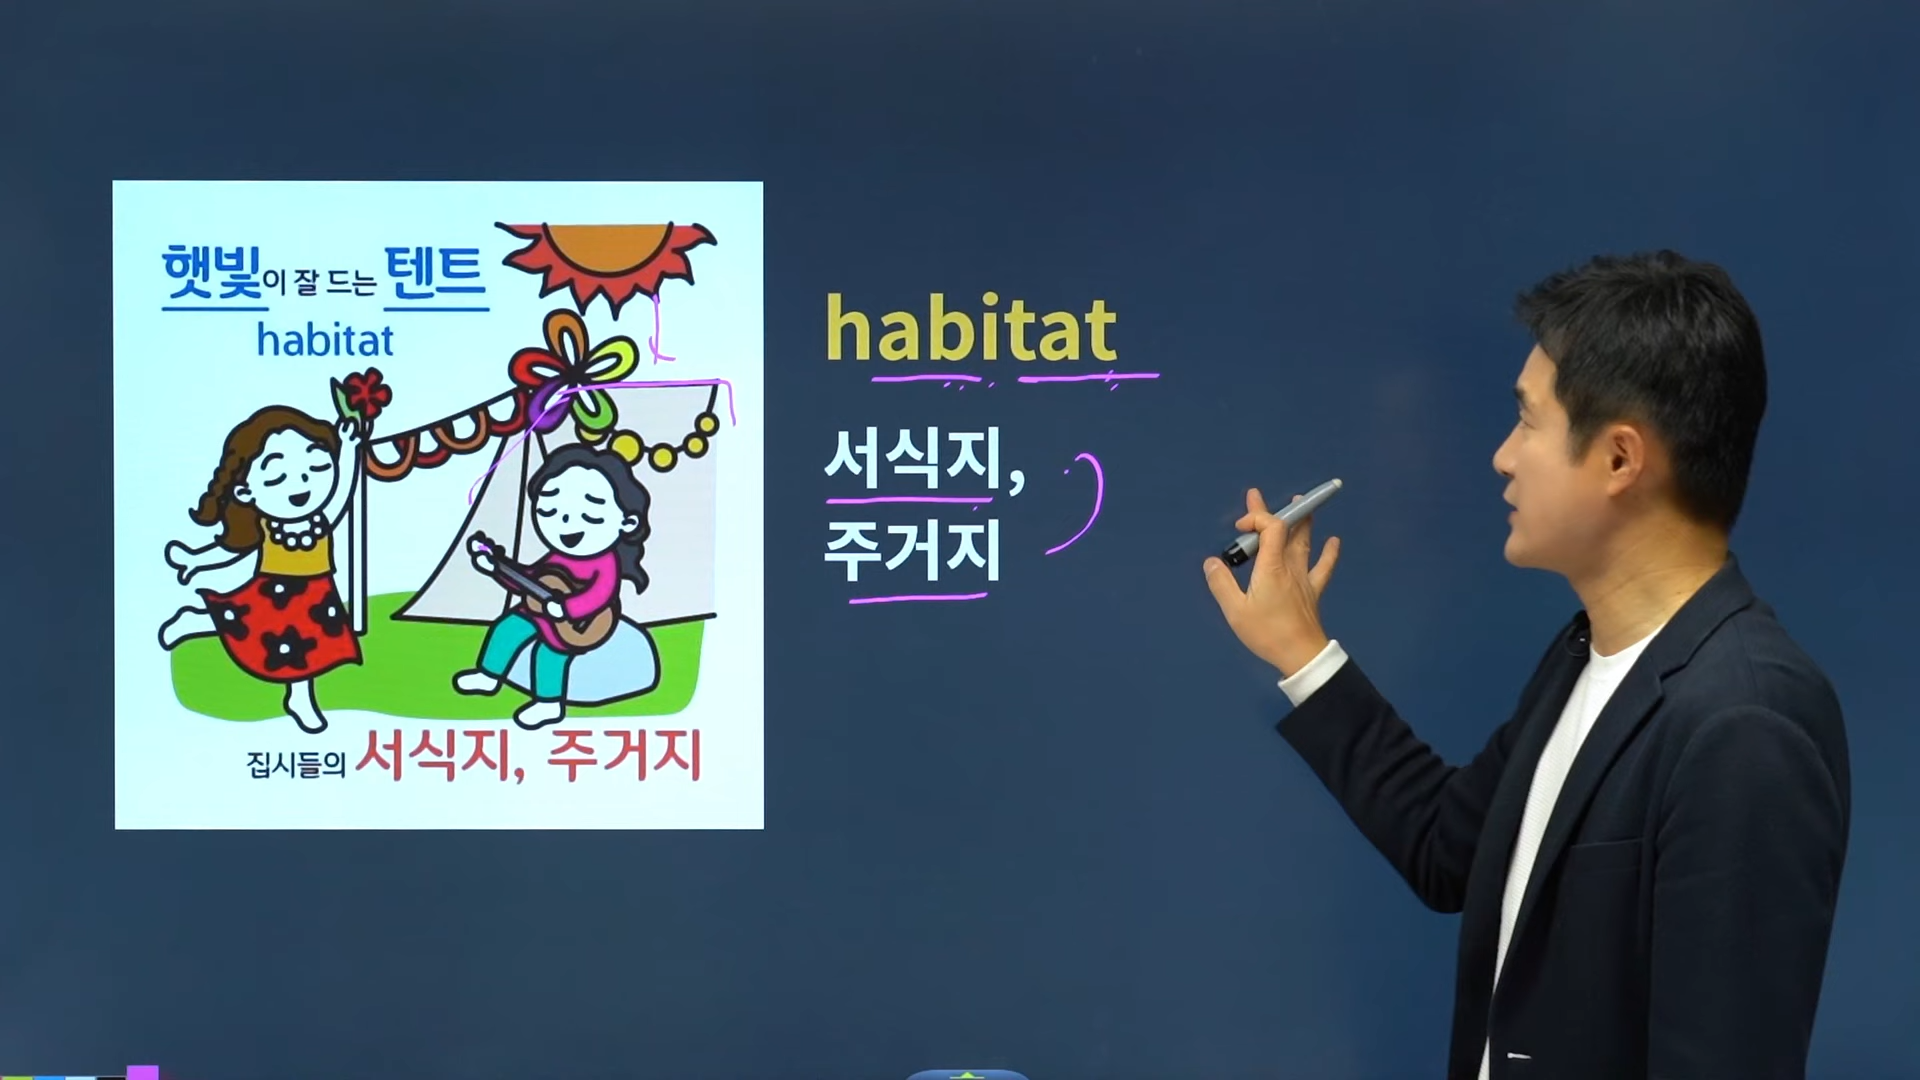 햇빛이 잘 드는 텐트
habitat
집시들의 서식지, 주거지
habitat
서식지,
주거지